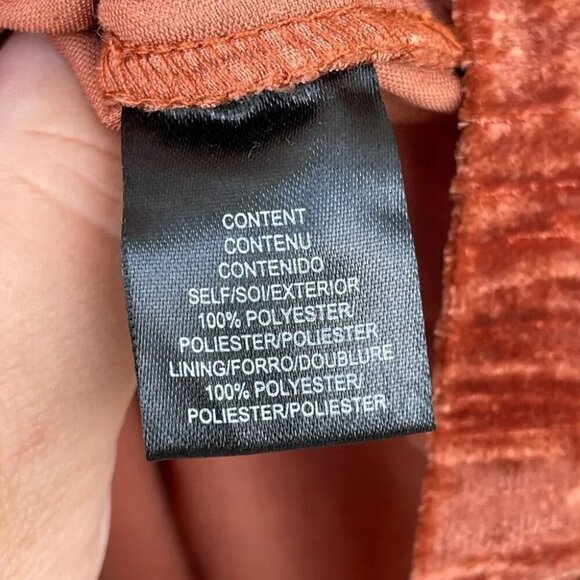 CONTENT
CONTENU
CONTENIDO
SELF/SOI/EXTERIOR
100% POLYESTER/
POLIESTER/POLIESTER
LINING/FORRO/DOUBLURE
100% POLYESTER/
POLIESTER/POLIESTER